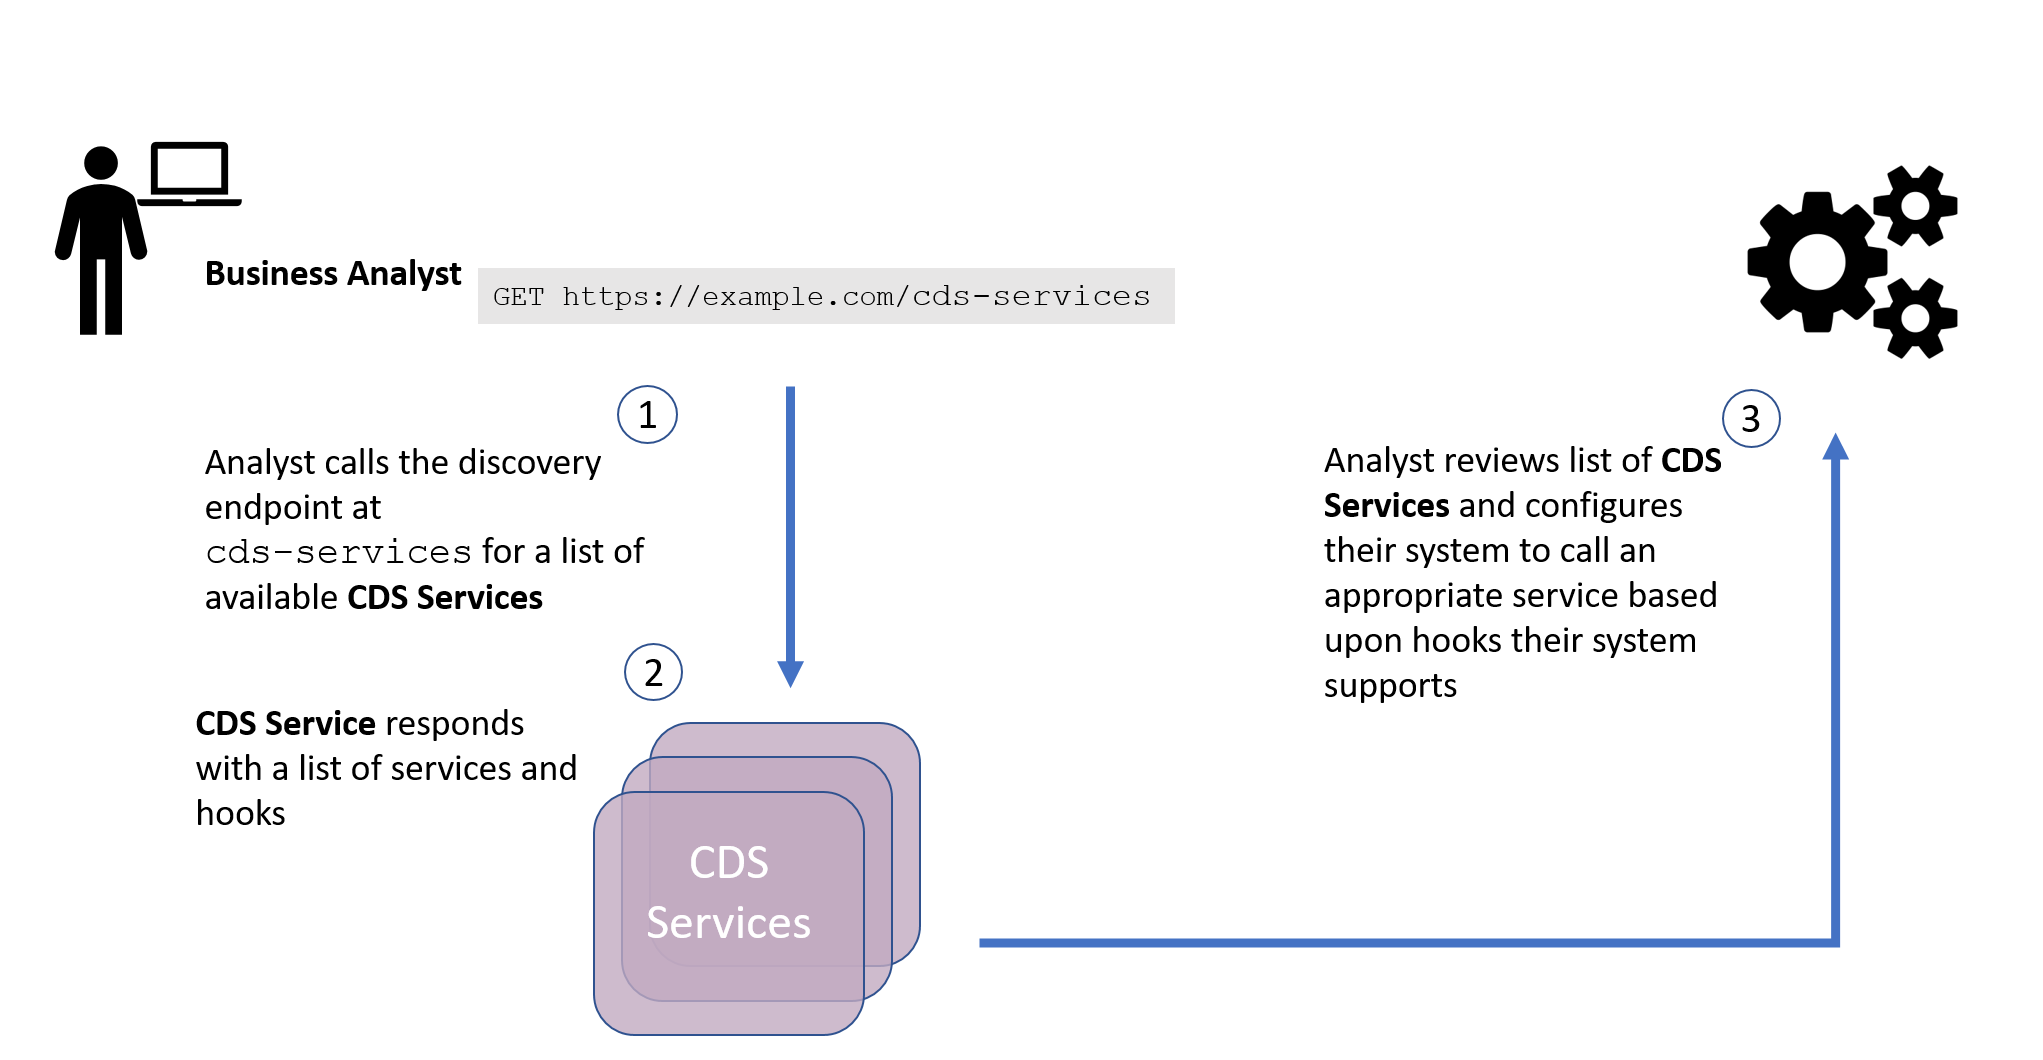 Business Analyst
GET https://example.com/cds-services
1
Analyst calls the discovery
endpoint at
cds-services for a list of
available CDS Services
2
CDS Service responds
with a list of services and
hooks
CDS
Services
3
Analyst reviews list of CDS
Services and configures
their system to call an
appropriate service based
upon hooks their system
supports